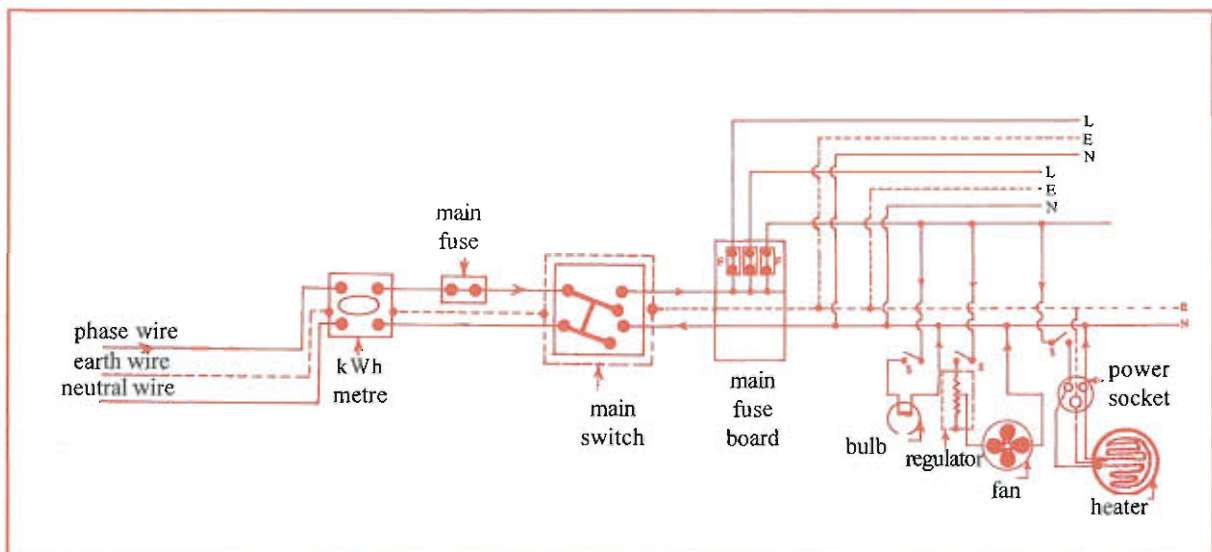 phase wire
earth wire
neutral wire
kWh
metre
main
fuse
main
switch
main
fuse
board
F
F
L
E
N
L
E
N
E
N
S
S
S
bulb
regulator
fan
power
socket
heater